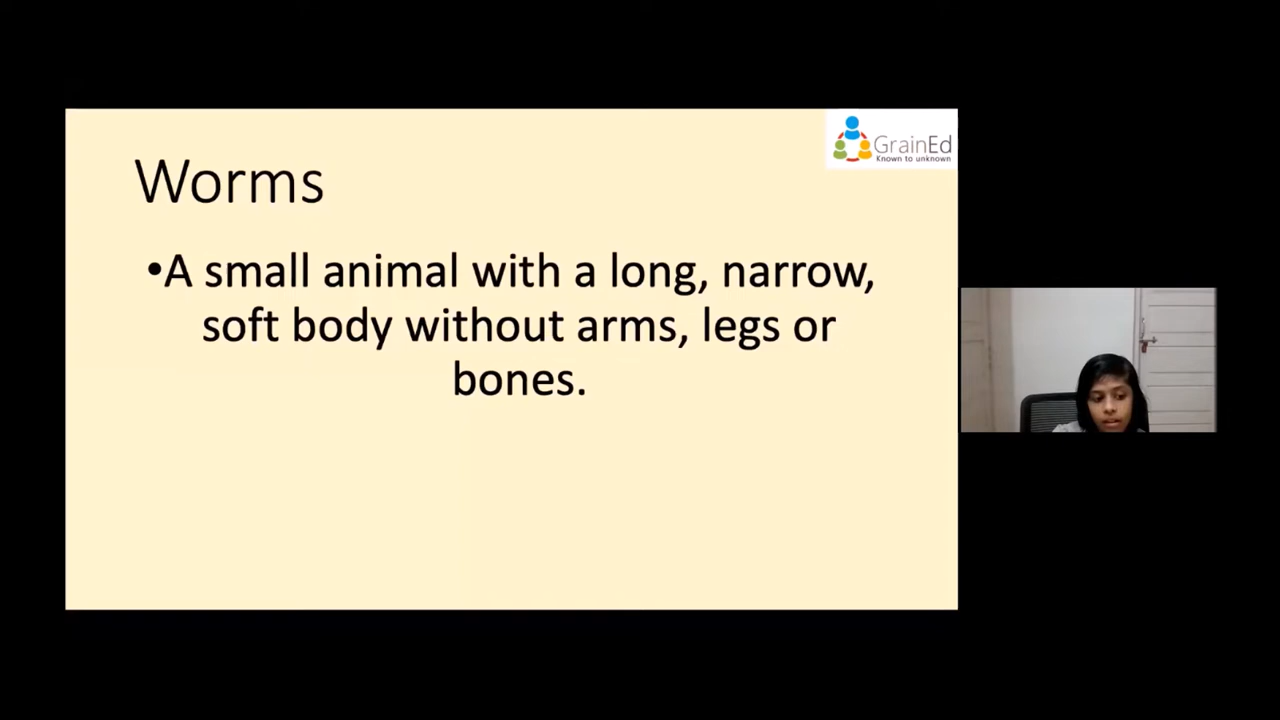 GrainEd
Known to unknown
Worms
•A small animal with a long, narrow,
soft body without arms, legs or
bones.